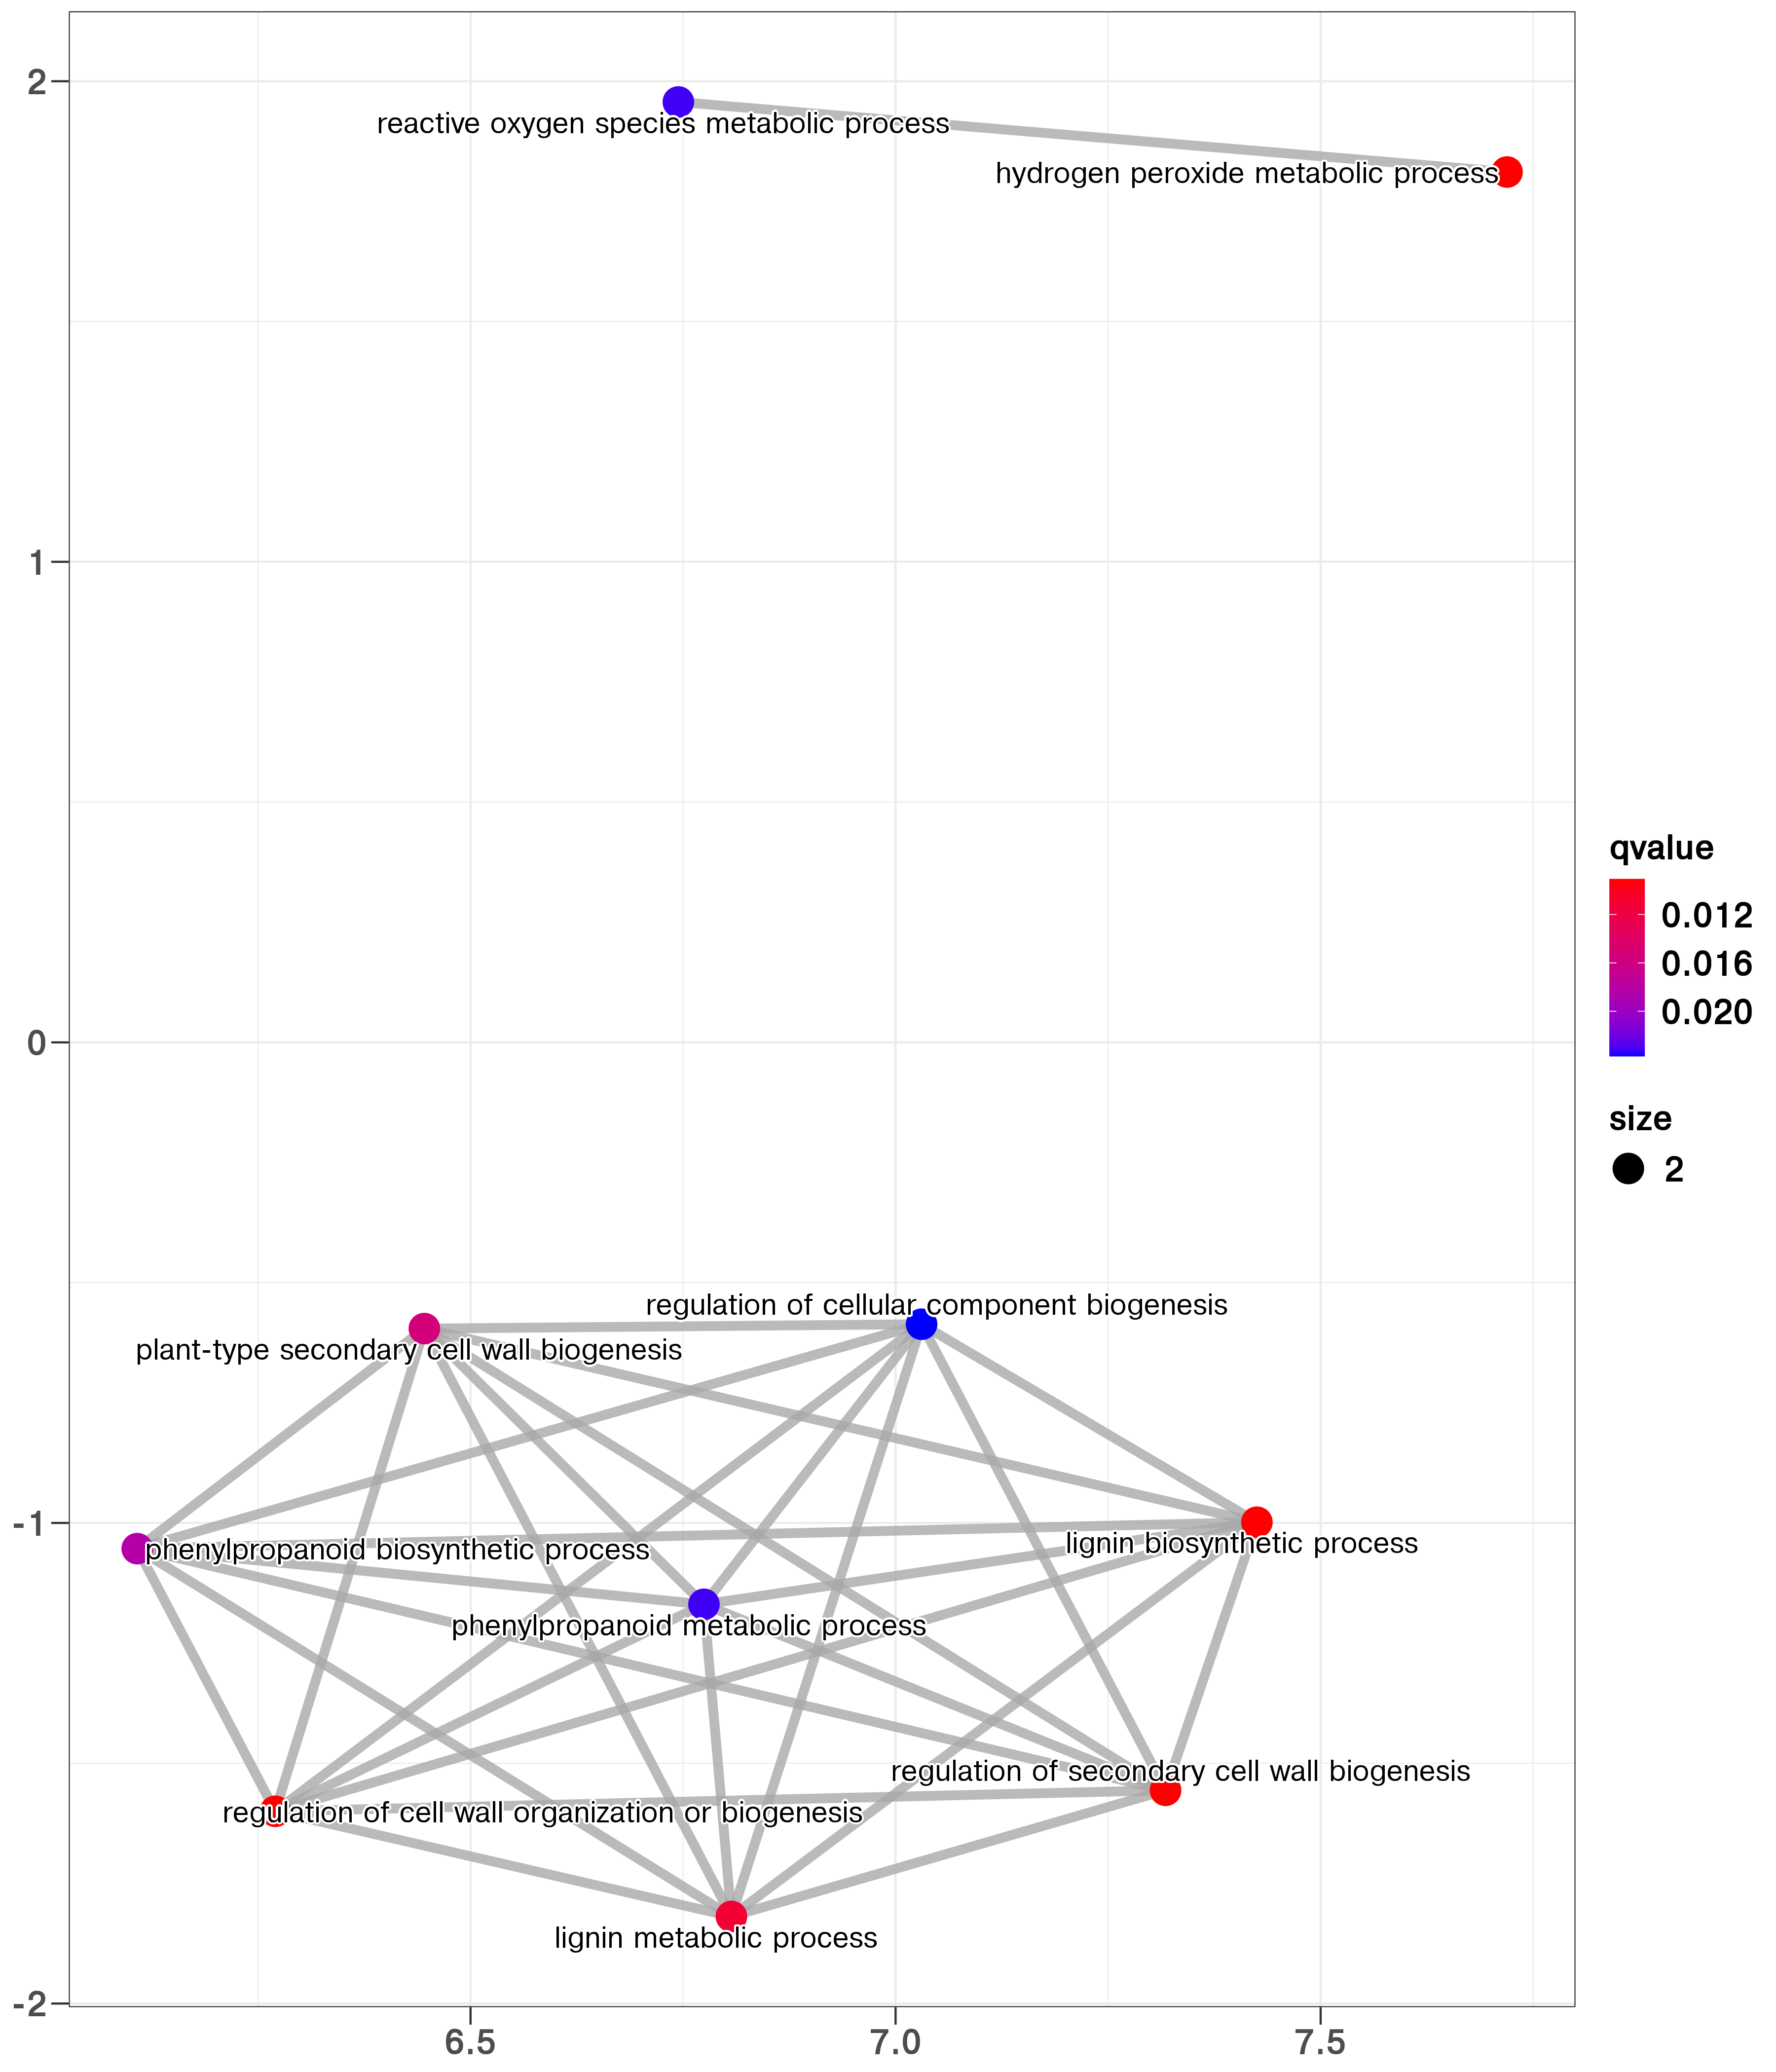 2
reactive oxygen species metabolic process
hydrogen peroxide metabolic process
1
qvalue
0.012
0.016
0.020
0
size
2
regulation of cellular component biogenesis
plant-type secondary cell wall biogenesis
-1
lignin biosynthetic process
phenylpropanoid biosynthetic process
phenylpropanoid metabolic process
regulation of secondary cell wall biogenesis
regulation of cell wall organization or biogenesis
lignin metabolic process
-2
6.5
7.0
7.5